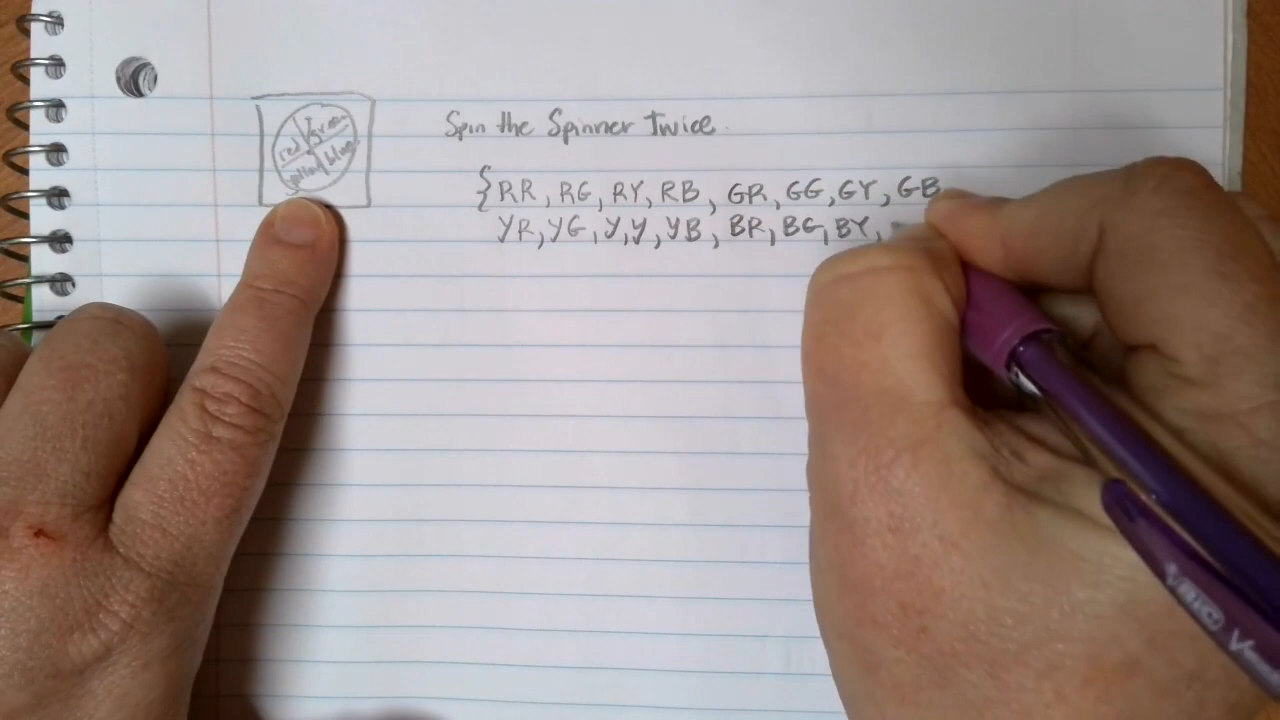 Spin the Spinner Twice.
red green
yellow blue
{RR, RG, RY, RB, GR, GG, GY, GB
YR, YG, Y,Y, YB, BR, BG, BY,